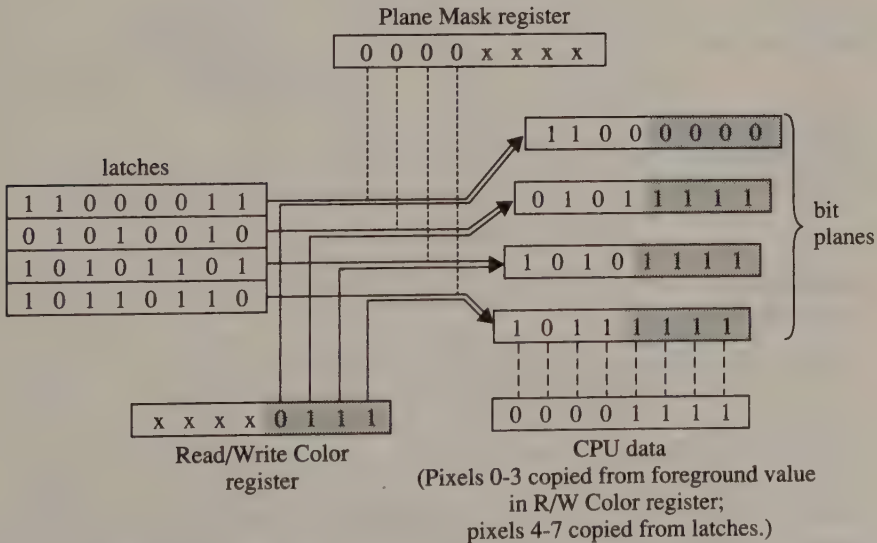 Plane Mask register
0 0 0 0 x x x x
latches
1 1 0 0 0 0 1 1
0 1 0 1 0 0 1 0
1 0 1 0 1 1 0 1
1 0 1 1 0 1 1 0
1 1 0 0 0 0 0 0
0 1 0 1 1 1 1 1
1 0 1 0 1 1 1 1
1 0 1 1 1 1 1 1
bit
planes
x x x x 0 1 1 1
Read/Write Color
register
0 0 0 0 1 1 1 1
CPU data
(Pixels 0-3 copied from foreground value
in R/W Color register;
pixels 4-7 copied from latches.)